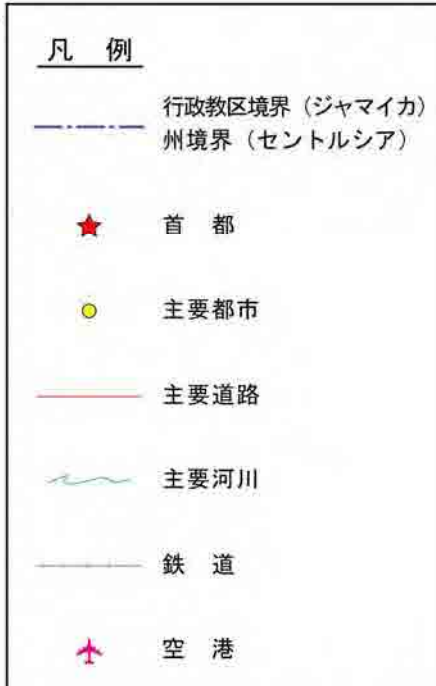 凡 例
行政教区境界（ジャマイカ）
州境界（セントルシア）
首 都
主要都市
主要道路
主要河川
鉄 道
空 港